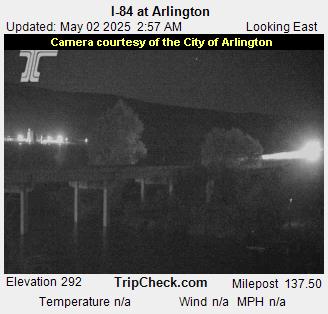 I-84 at Arlington
Updated: May 02 2025  2:57 AM Looking East
Camera courtesy of the City of Arlington
Elevation 292 TripCheck.com Milepost 137.50
Temperature n/a Wind n/a MPH n/a